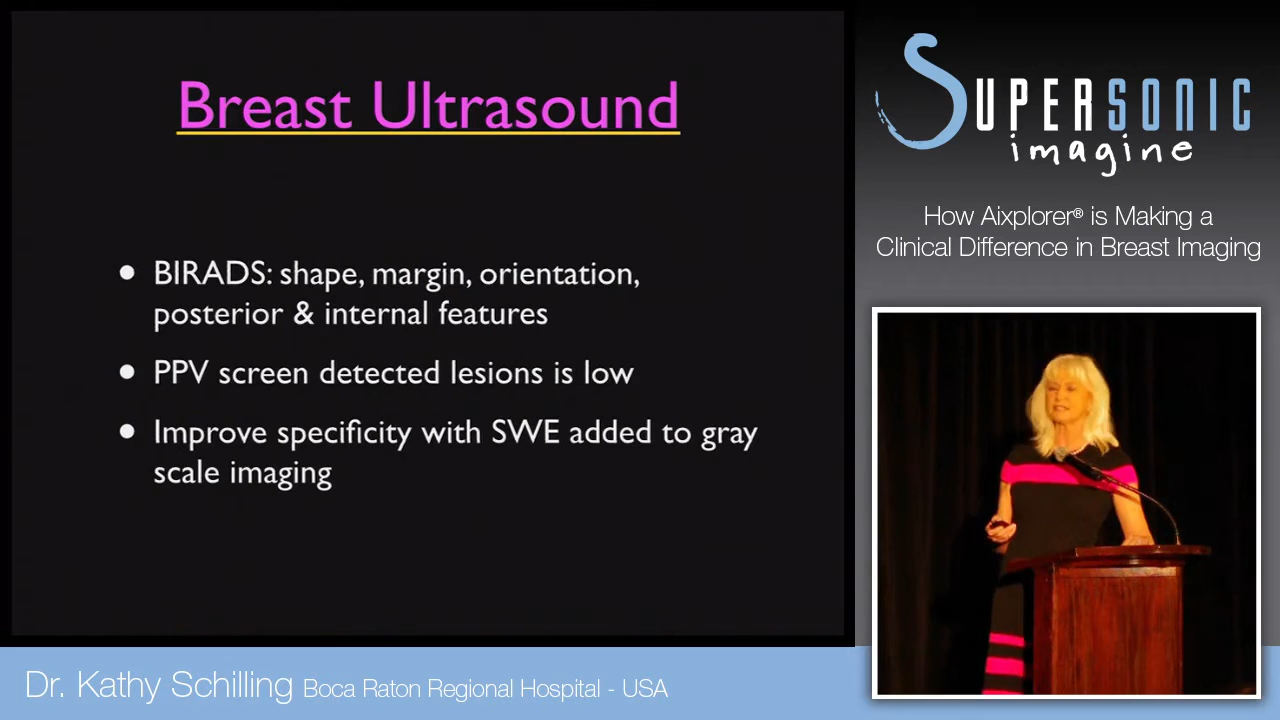 Breast Ultrasound
• BIRADS: shape, margin, orientation,
posterior & internal features
• PPV screen detected lesions is low
• Improve specificity with SWE added to gray
scale imaging
SUPERSONIC
imagine
How Aixplorer® is Making a
Clinical Difference in Breast Imaging
Dr. Kathy Schilling Boca Raton Regional Hospital - USA